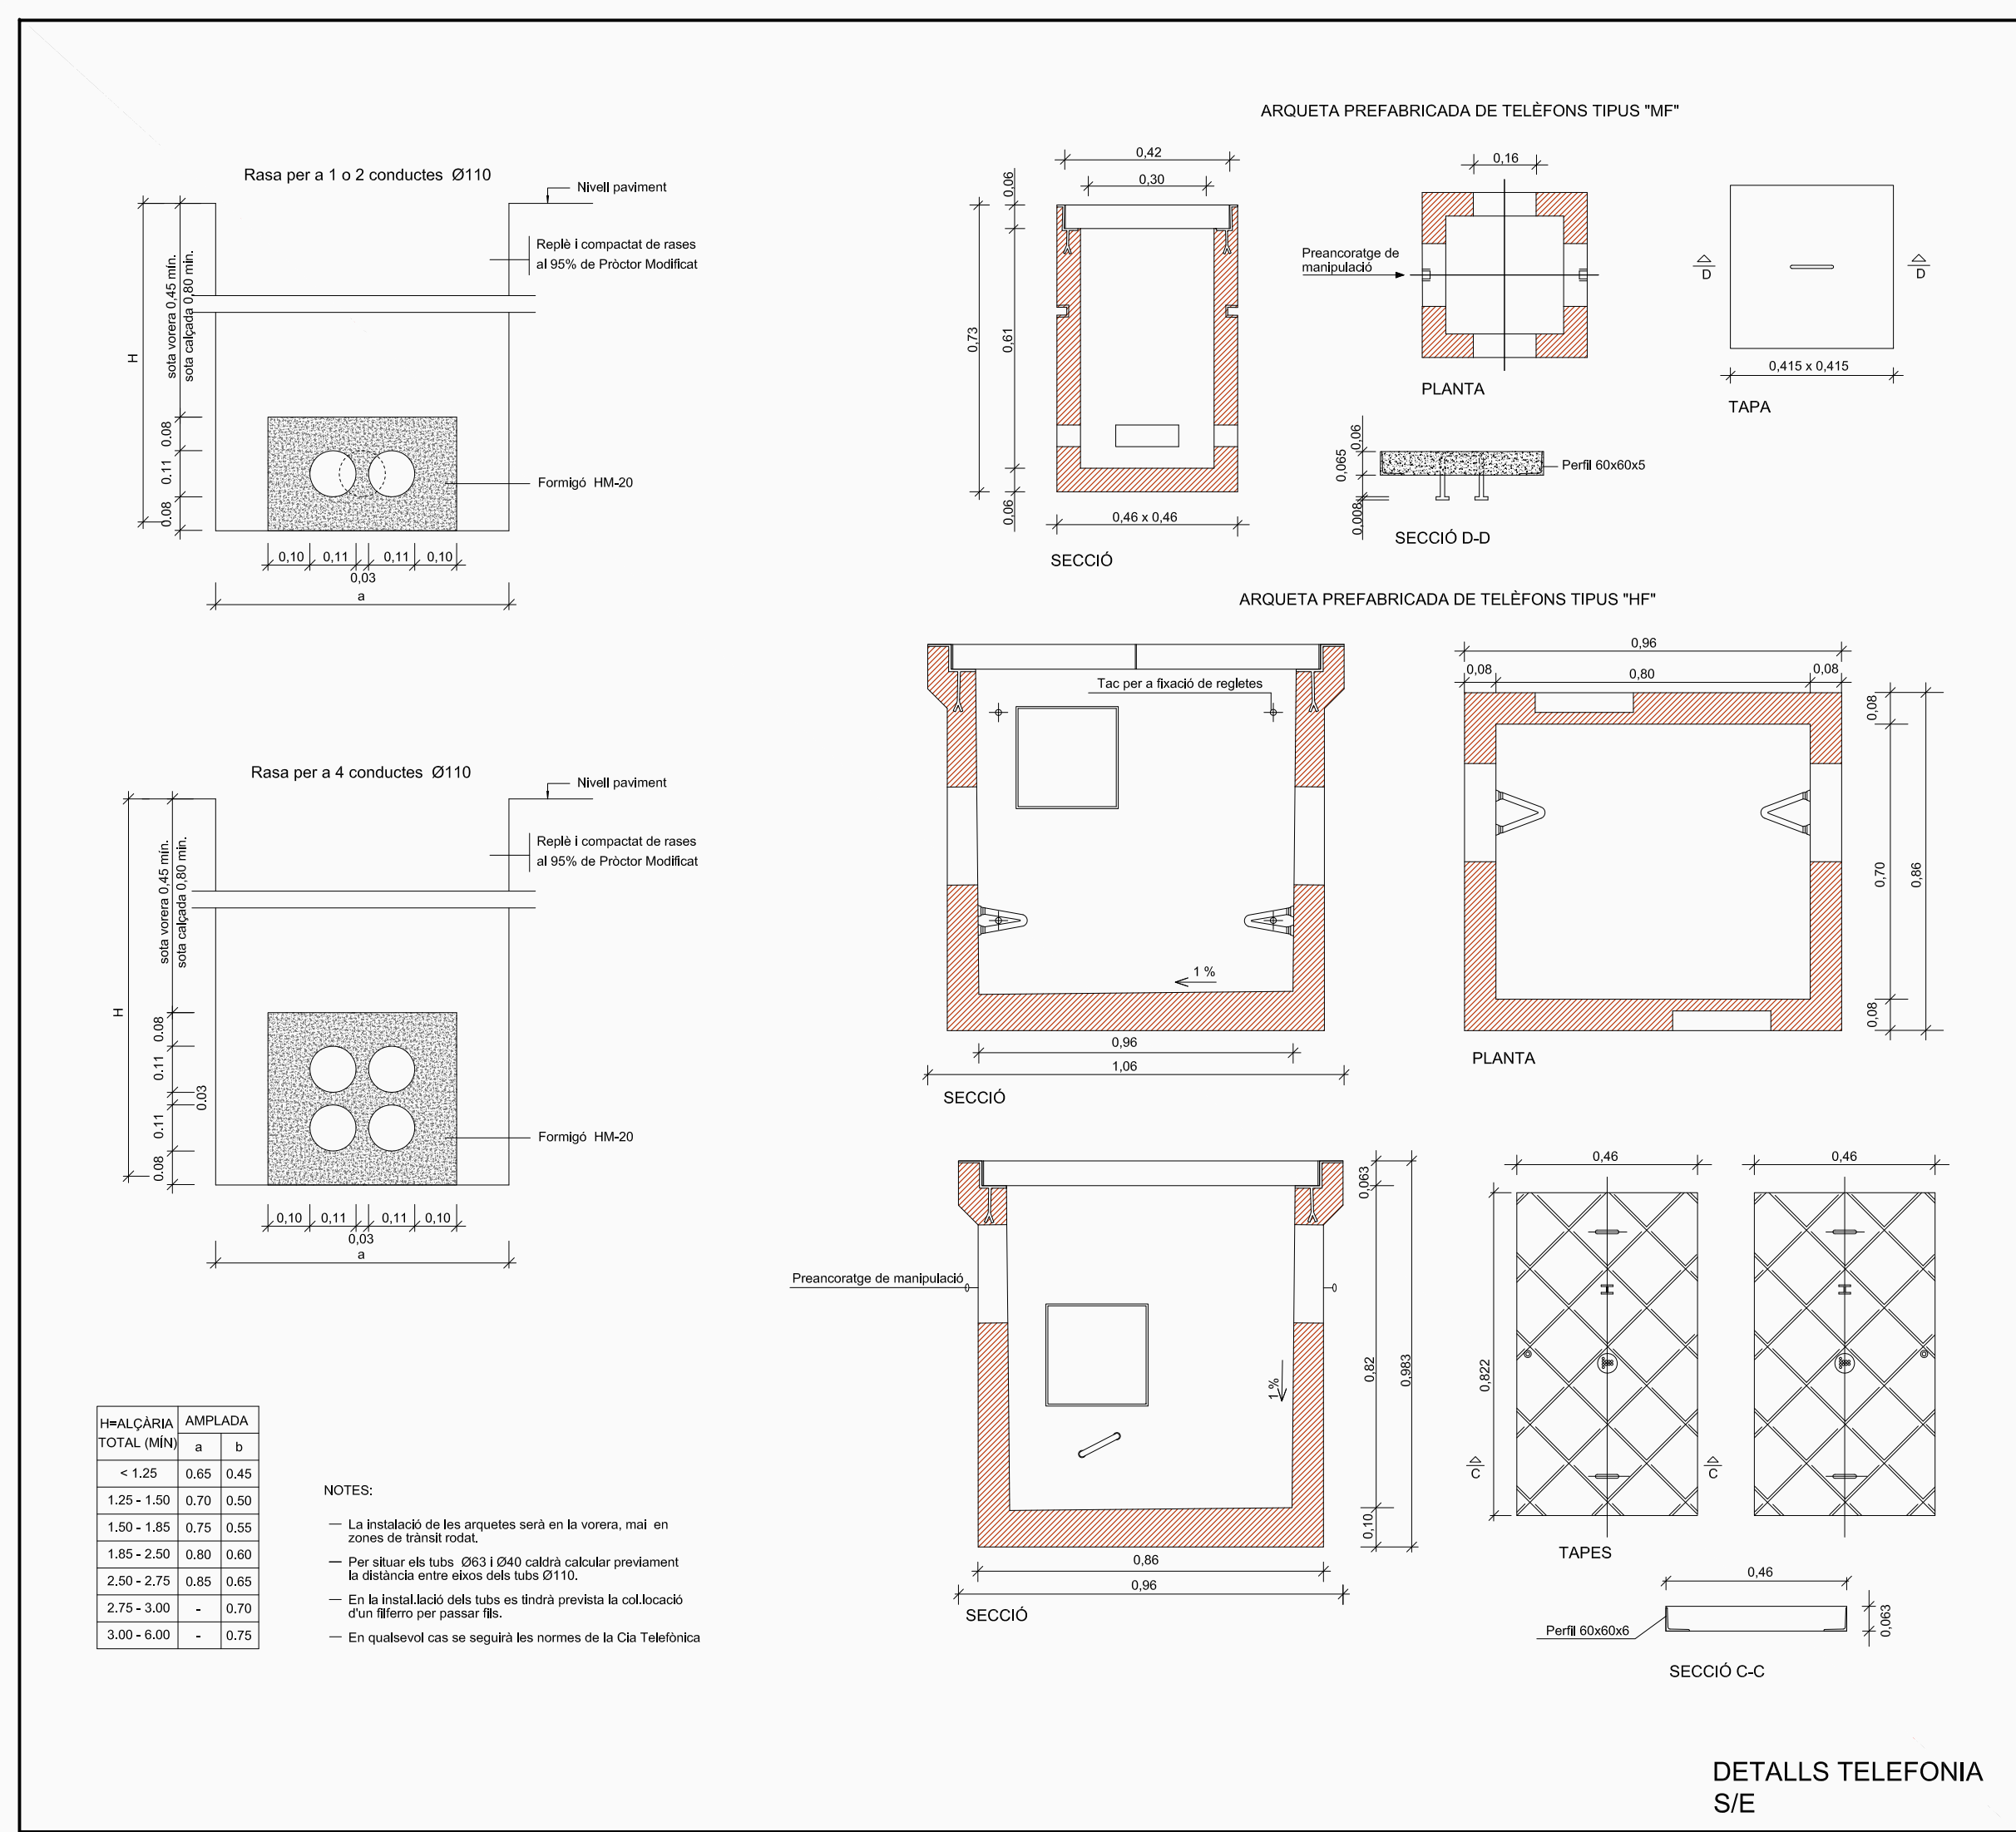 Rasa per a 1 o 2 conductes Ø110
Nivell paviment
Replè i compactat de rases
al 95% de Pròctor Modificat
H
sota vorera 0,45 mín.
sota calçada 0,80 min.
0.08
0.11
0.08
Formigó HM-20
0,10 0,11 0,11 0,10
0,03
a
Rasa per a 4 conductes Ø110
Nivell paviment
Replè i compactat de rases
al 95% de Pròctor Modificat
H
sota vorera 0,45 mín.
sota calçada 0,80 min.
0.08
0.11
0.03
0.11
0.08
Formigó HM-20
0,10 0,11 0,11 0,10
0,03
a
H=ALÇÀRIA AMPLADA
TOTAL (MÍN) a b
< 1.25 0.65 0.45
1.25 - 1.50 0.70 0.50
1.50 - 1.85 0.75 0.55
1.85 - 2.50 0.80 0.60
2.50 - 2.75 0.85 0.65
2.75 - 3.00 - 0.70
3.00 - 6.00 - 0.75
NOTES:
— La instalació de les arquetes serà en la vorera, mai en
zones de trànsit rodat.
— Per situar els tubs Ø63 i Ø40 caldrà calcular previament
la distància entre eixos dels tubs Ø110.
— En la instal.lació dels tubs es tindrà prevista la col.locació
d'un filferro per passar fils.
— En qualsevol cas se seguirà les normes de la Cia Telefònica
ARQUETA PREFABRICADA DE TELÈFONS TIPUS "MF"
0,42
0,30
0,06
0,73
0,61
0,06
0,46 x 0,46
SECCIÓ
0,16
Preancoratge de
manipulació
PLANTA
D D
0,415 x 0,415
TAPA
0,06
0,065
0,008
Perfil 60x60x5
SECCIÓ D-D
ARQUETA PREFABRICADA DE TELÈFONS TIPUS "HF"
Tac per a fixació de regletes
1 %
0,96
1,06
SECCIÓ
0,96
0,08 0,80 0,08
0,08
0,70
0,86
0,08
PLANTA
Preancoratge de manipulació
1 %
0,063
0,82
0,983
0,10
0,86
0,96
SECCIÓ
0,46 0,46
H H
0,822
C C
TAPES
0,46
Perfil 60x60x6
0,063
SECCIÓ C-C
DETALLS TELEFONIA
S/E